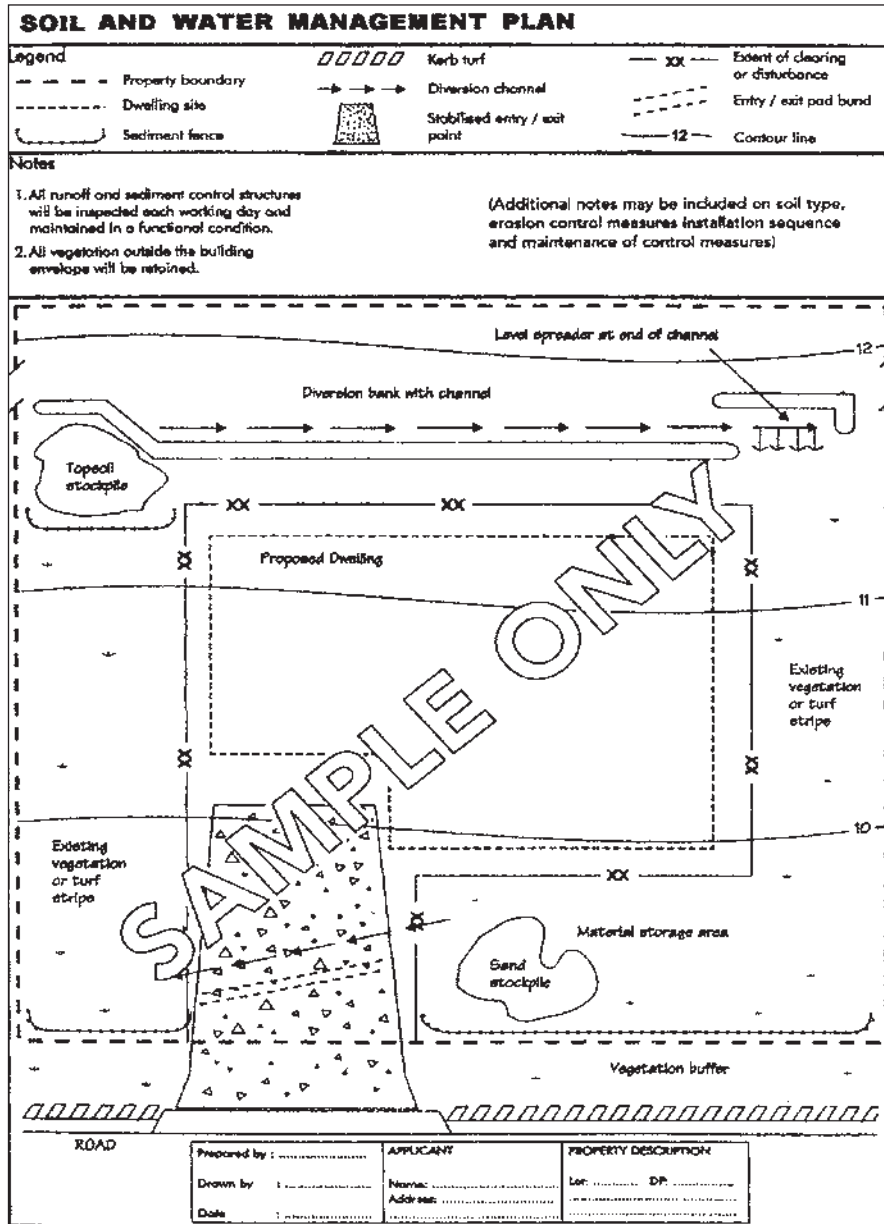 SOIL AND WATER MANAGEMENT PLAN
Legend
Property boundary
Dwelling site
Sediment fence
Kerb turf
Diversion channel
Stabilised entry / exit
point
XX
Extent of clearing
or disturbance
Entry / exit pad bund
12
Contour line
Notes
1. All runoff and sediment control structures
will be inspected each working day and
maintained in a functional condition.
2. All vegetation outside the building
envelope will be retained.
(Additional notes may be included on soil type,
erosion control measures installation sequence
and maintenance of control measures)
Level spreader at end of channel
12
Diversion bank with channel
Topsoil
stockpile
XX
XX
XX
XX
Proposed Dwelling
11
Existing
vegetation
or turf
stripe
XX
XX
10
Existing
vegetation
or turf
stripe
XX
XX
Material storage area
Sand
stockpile
Vegetation buffer
SAMPLE ONLY
ROAD
Prepared by : ....................
Drawn by : ....................
Date : ....................
APPLICANT
Name: ....................
Address: ....................
PROPERTY DESCRIPTION
Lot: .......... DP: ..........